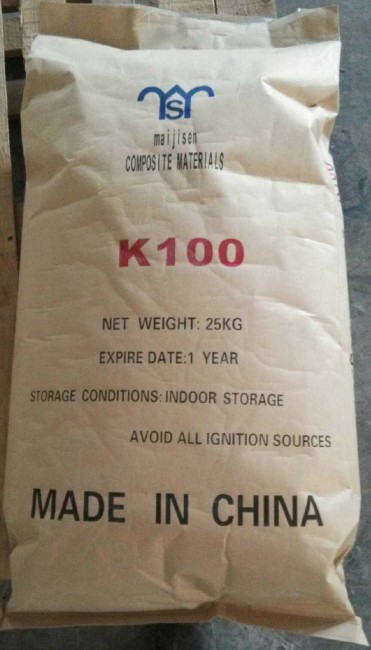 maijisen
COMPOSITE MATERIALS
K100
NET WEIGHT: 25KG
EXPIRE DATE:1 YEAR
STORAGE CONDITIONS: INDOOR STORAGE
AVOID ALL IGNITION SOURCES
MADE IN CHINA